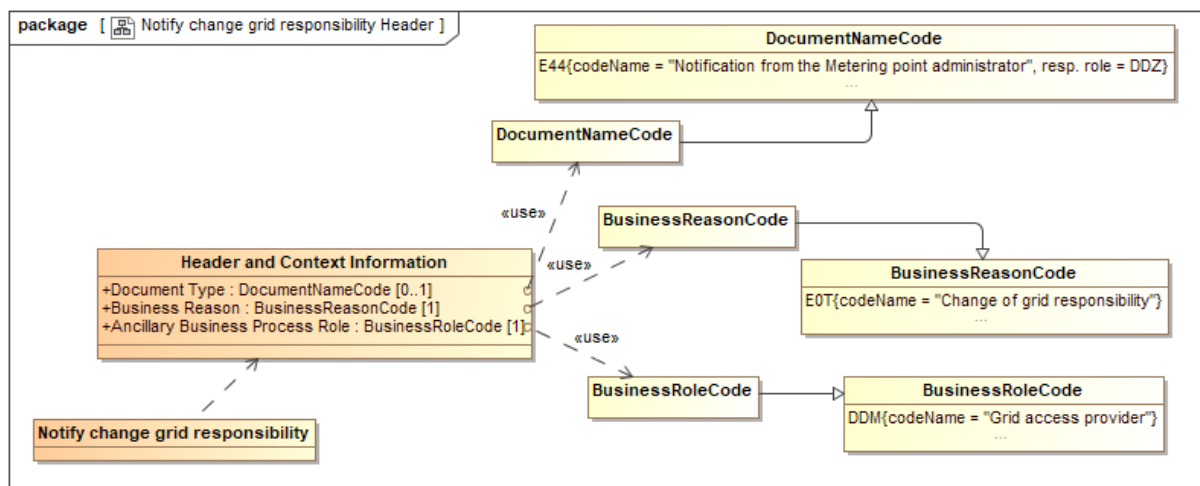 package [ Notify change grid responsibility Header ]
DocumentNameCode
E44{codeName = "Notification from the Metering point administrator", resp. role = DDZ}
...
DocumentNameCode
«use»
BusinessReasonCode
«use»
BusinessReasonCode
E0T{codeName = "Change of grid responsibility"}
...
Header and Context Information
+Document Type : DocumentNameCode [0..1]
+Business Reason : BusinessReasonCode [1]
+Ancillary Business Process Role : BusinessRoleCode [1]
«use»
BusinessRoleCode
BusinessRoleCode
DDM{codeName = "Grid access provider"}
...
Notify change grid responsibility